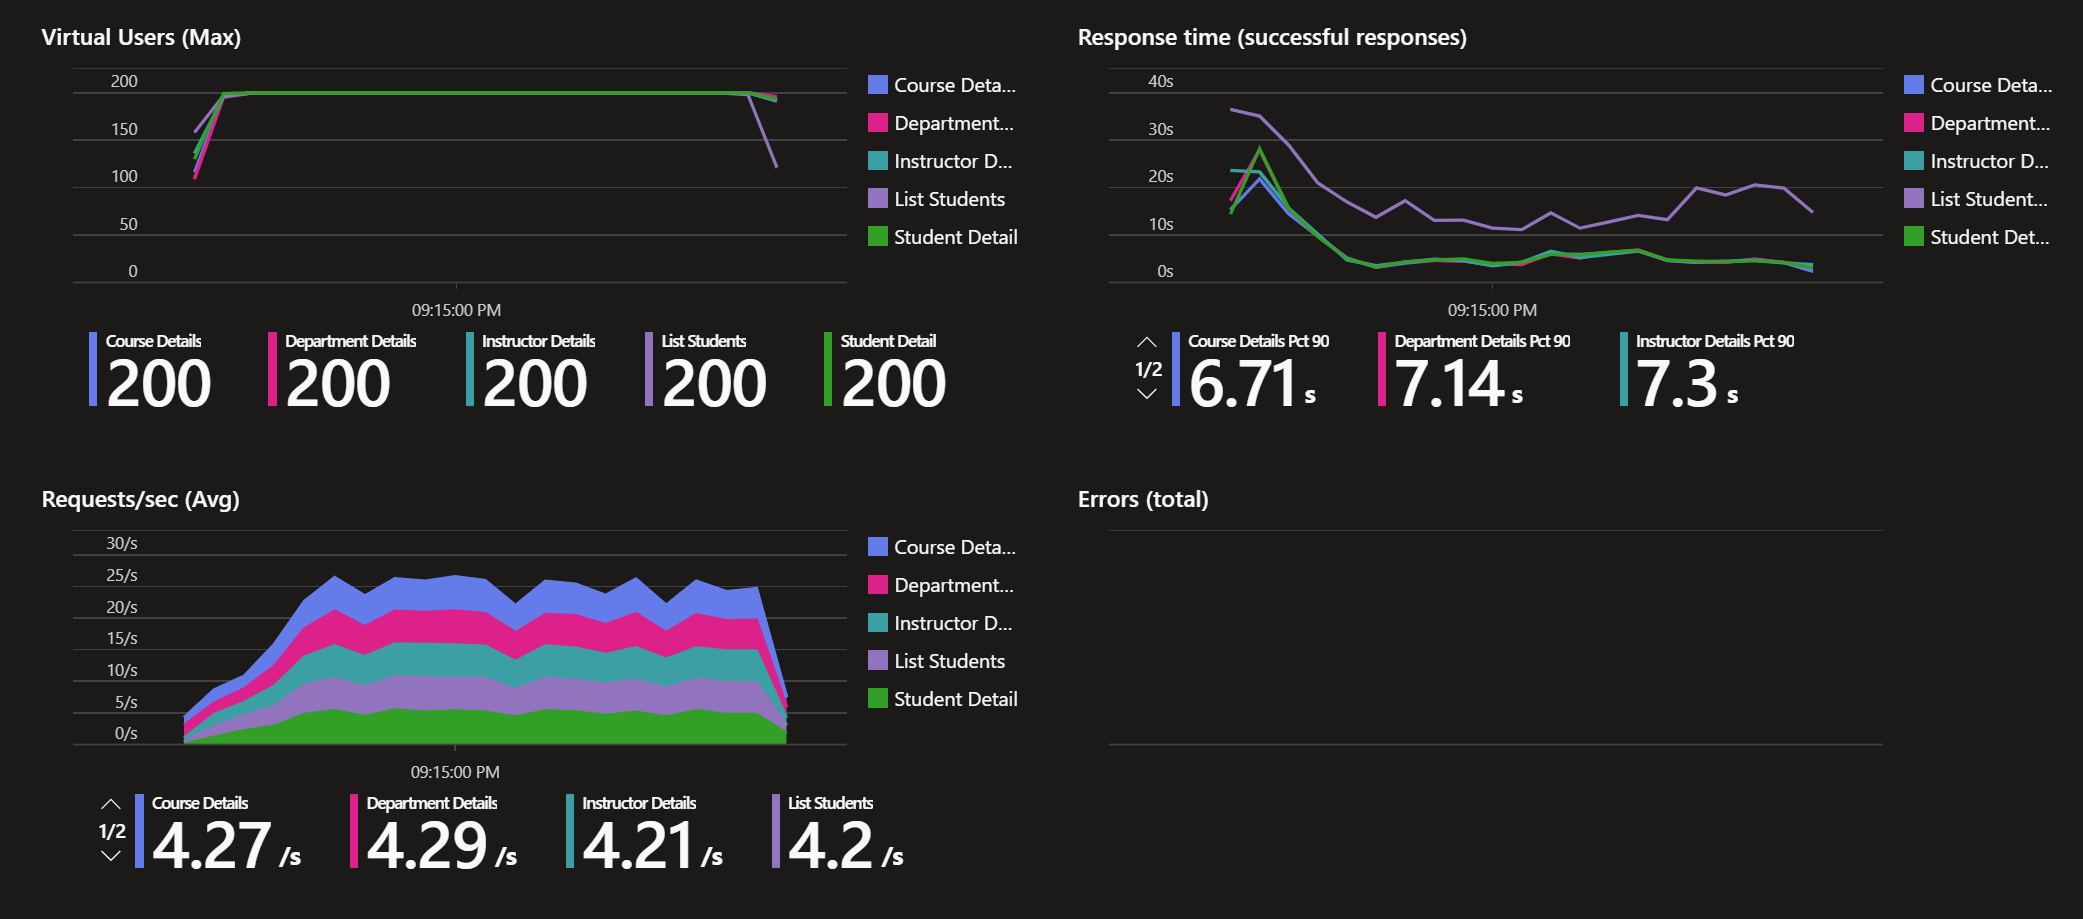 Virtual Users (Max)
200
150
100
50
0
09:15:00 PM
Course Deta...
Department...
Instructor D...
List Students
Student Detail
Course Details
200
Department Details
200
Instructor Details
200
List Students
200
Student Detail
200
Response time (successful responses)
40s
30s
20s
10s
0s
09:15:00 PM
Course Deta...
Department...
Instructor D...
List Student...
Student Det...
1/2
Course Details Pct 90
6.71 s
Department Details Pct 90
7.14 s
Instructor Details Pct 90
7.3 s
Requests/sec (Avg)
30/s
25/s
20/s
15/s
10/s
5/s
0/s
09:15:00 PM
Course Deta...
Department...
Instructor D...
List Students
Student Detail
1/2
Course Details
4.27 /s
Department Details
4.29 /s
Instructor Details
4.21 /s
List Students
4.2 /s
Errors (total)